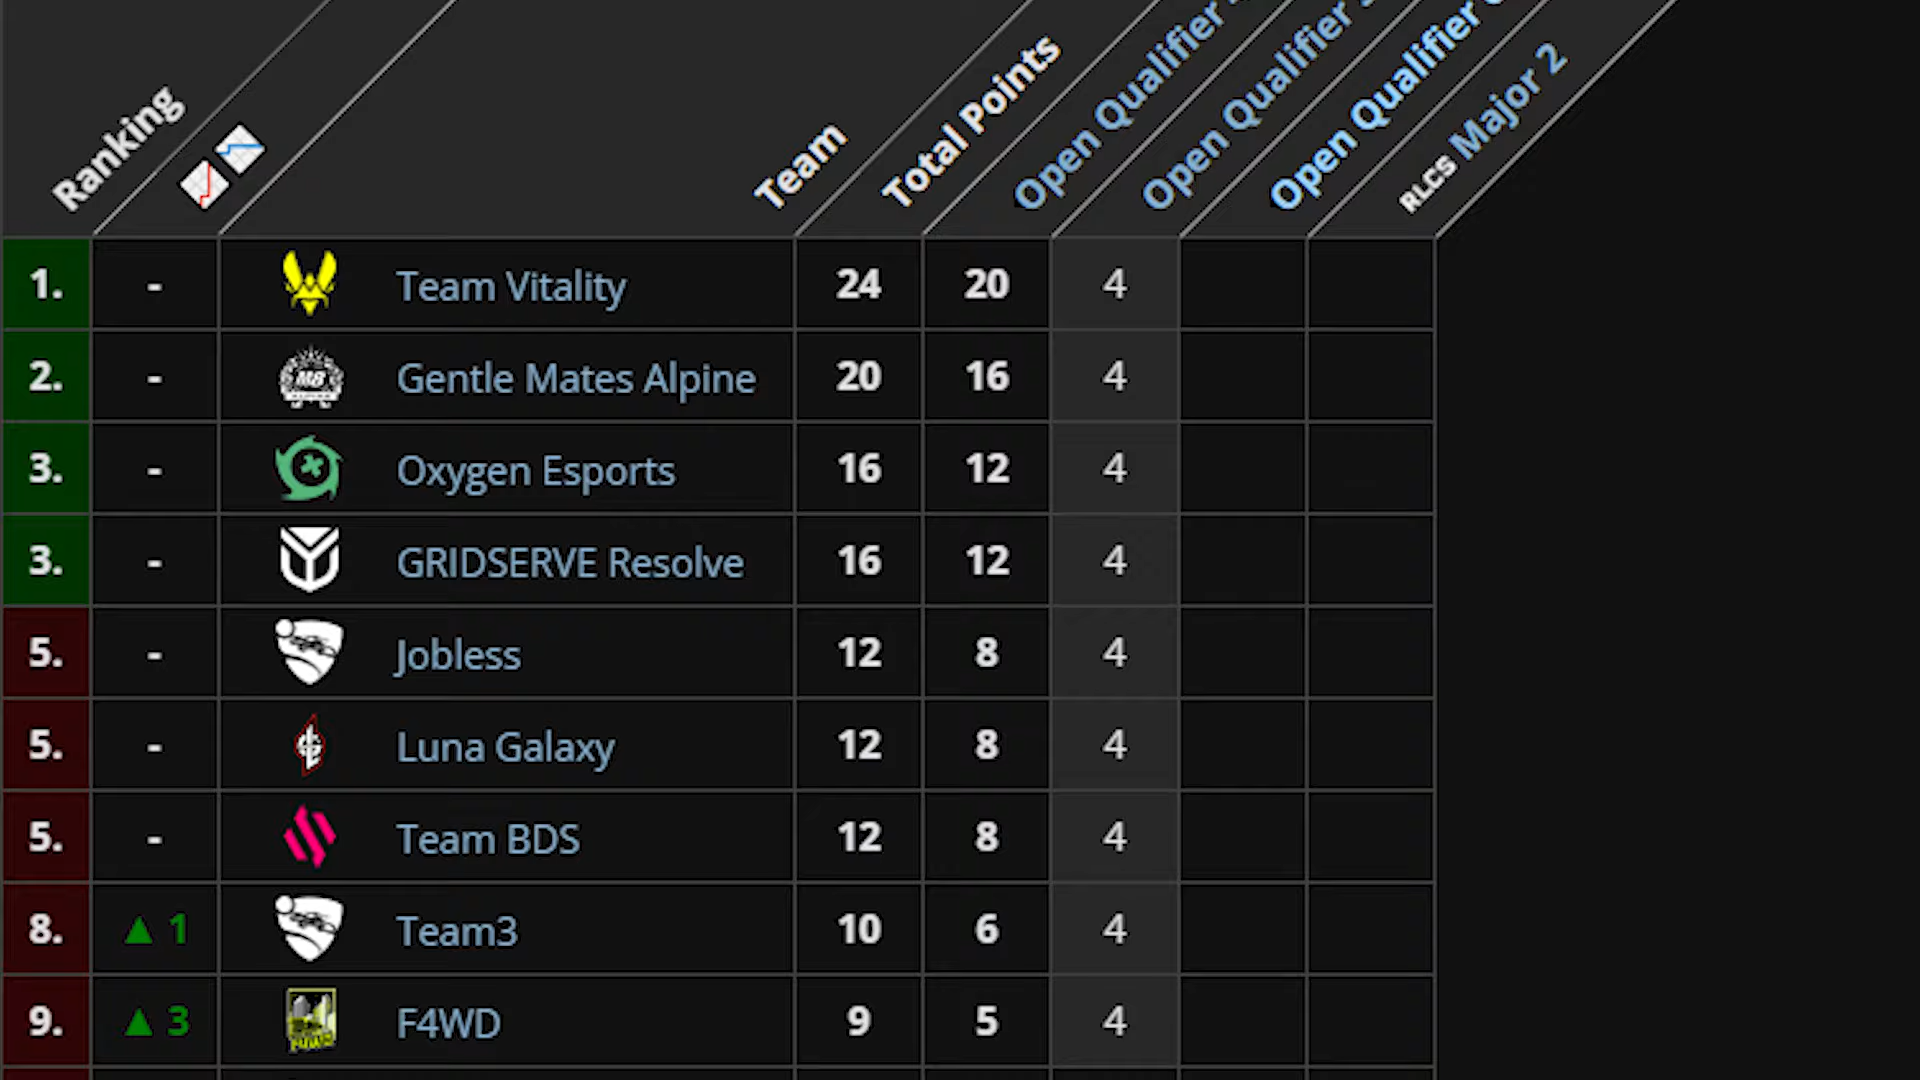 Ranking
Team
Total Points
Open Qualifier
Open Qualifier
Open Qualifier
RLCS Major 2
1. - Team Vitality 24 20 4
2. - Gentle Mates Alpine 20 16 4
3. - Oxygen Esports 16 12 4
3. - GRIDSERVE Resolve 16 12 4
5. - Jobless 12 8 4
5. - Luna Galaxy 12 8 4
5. - Team BDS 12 8 4
8. ▲ 1 Team3 10 6 4
9. ▲ 3 F4WD 9 5 4